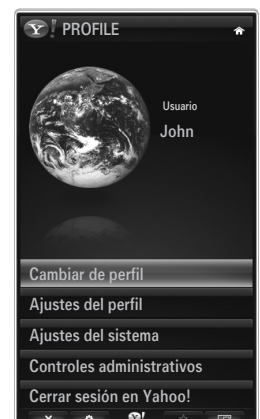 Y! PROFILE
Usuario
John
Cambiar de perfil
Ajustes del perfil
Ajustes del sistema
Controles administrativos
Cerrar sesión en Yahoo!
Y!